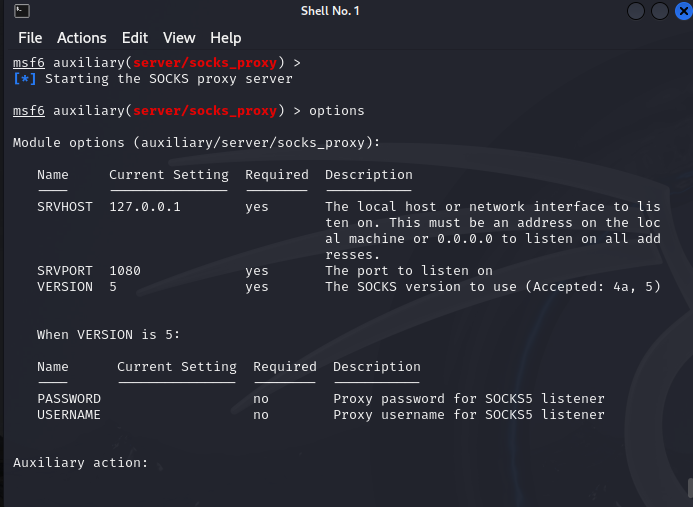 Shell No. 1
File Actions Edit View Help
msf6 auxiliary(server/socks_proxy) >
[*] Starting the SOCKS proxy server
msf6 auxiliary(server/socks_proxy) > options
Module options (auxiliary/server/socks_proxy):
Name Current Setting Required Description
SRVHOST 127.0.0.1 yes The local host or network interface to lis
ten on. This must be an address on the loc
al machine or 0.0.0.0 to listen on all add
resses.
SRVPORT 1080 yes The port to listen on
VERSION 5 yes The SOCKS version to use (Accepted: 4a, 5)
When VERSION is 5:
Name Current Setting Required Description
PASSWORD no Proxy password for SOCKS5 listener
USERNAME no Proxy username for SOCKS5 listener
Auxiliary action: